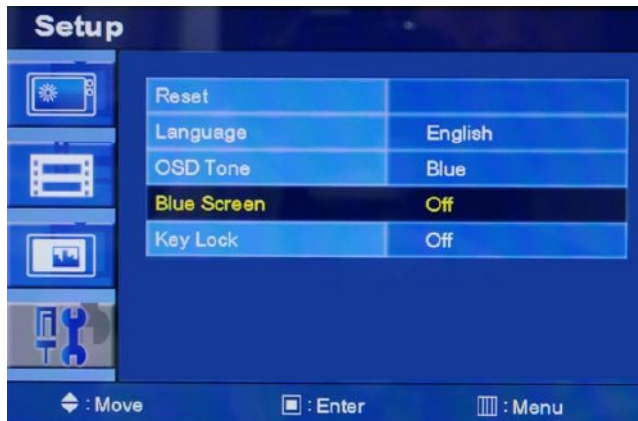 Setup
Reset
Language English
OSD Tone Blue
Blue Screen Off
Key Lock Off
: Move : Enter : Menu